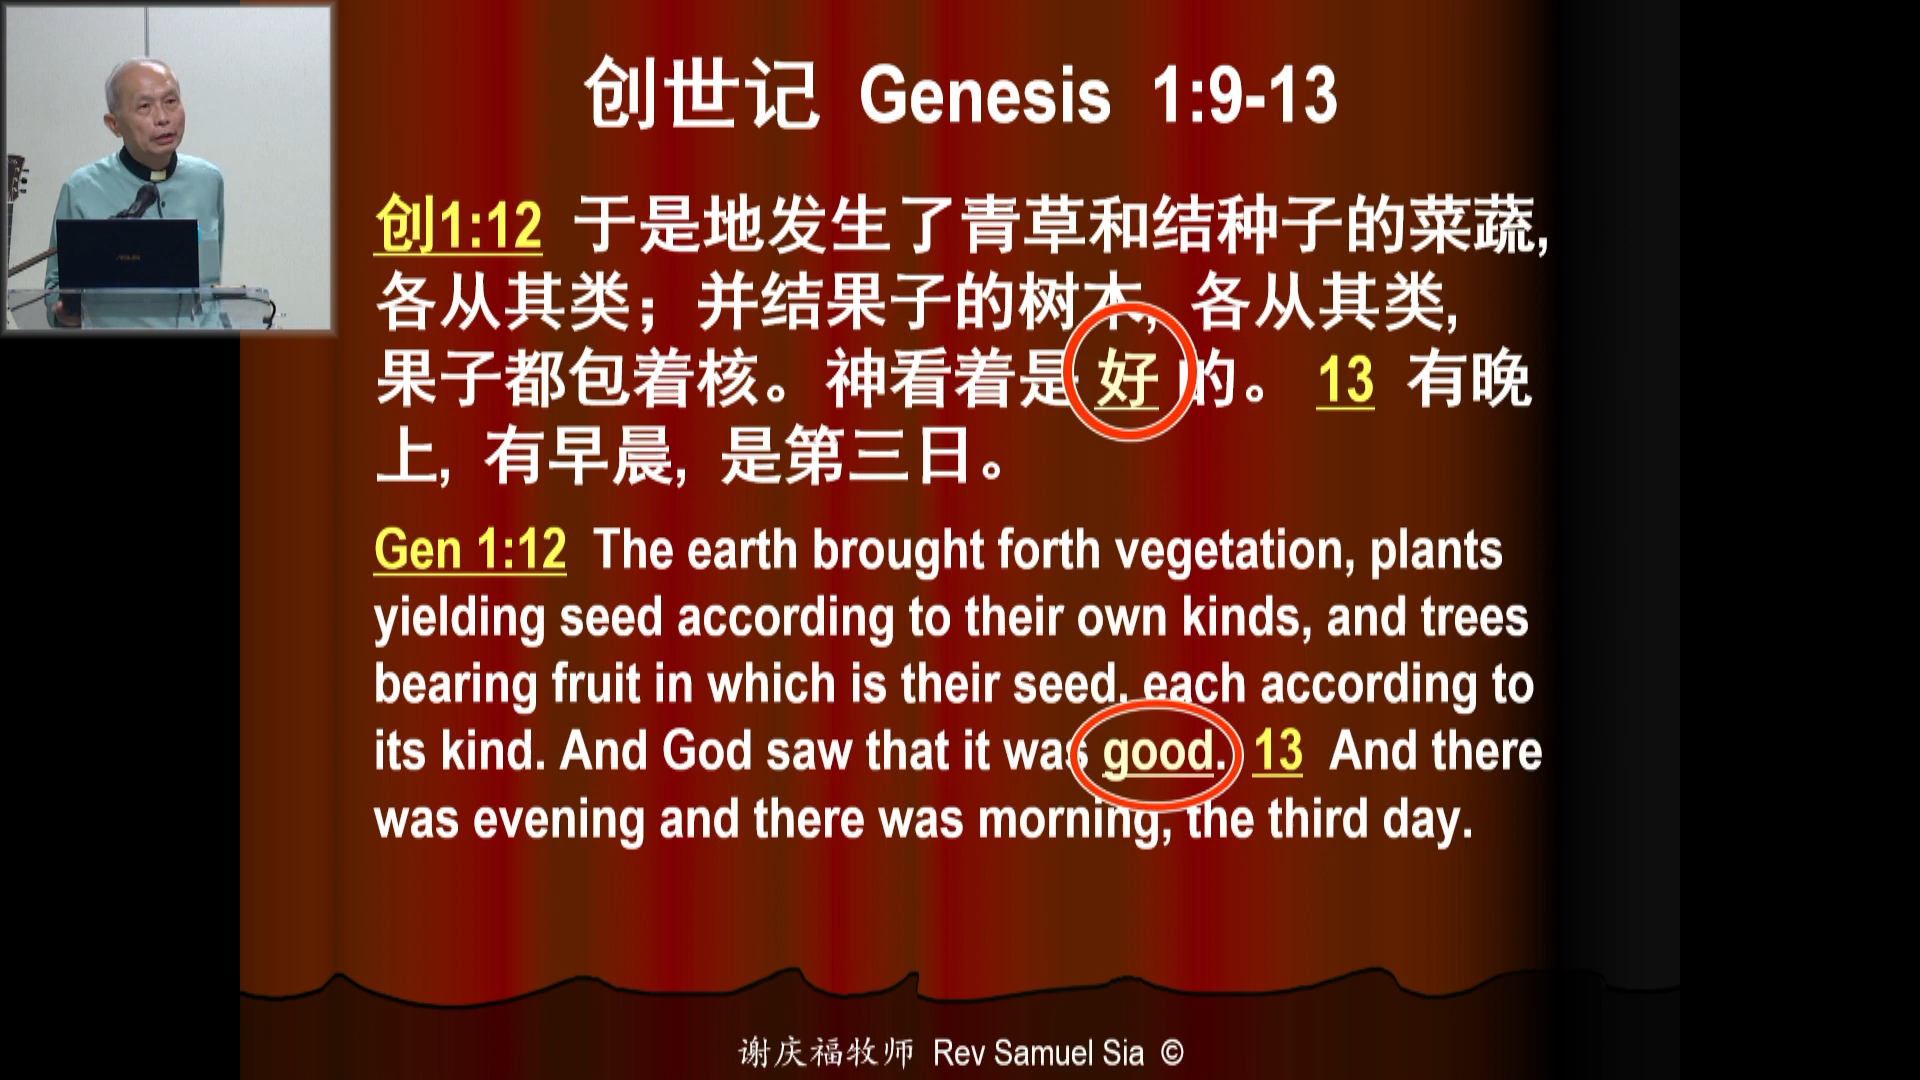 创世记 Genesis 1:9-13
创1:12 于是地发生了青草和结种子的菜蔬,
各从其类；并结果子的树木, 各从其类,
果子都包着核。神看着是 好 的。 13 有晚
上, 有早晨, 是第三日。
Gen 1:12 The earth brought forth vegetation, plants
yielding seed according to their own kinds, and trees
bearing fruit in which is their seed, each according to
its kind. And God saw that it was good. 13 And there
was evening and there was morning, the third day.
谢庆福牧师 Rev Samuel Sia ©
ASUS